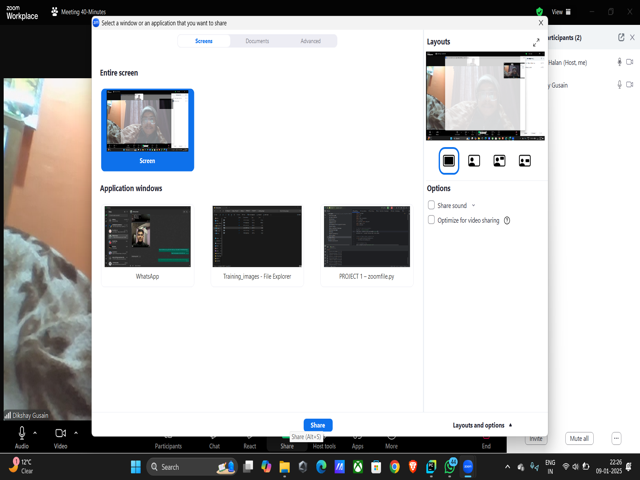 zoom
Workplace
Meeting 40-Minutes
View
Select a window or an application that you want to share
Screens
Documents
Advanced
Entire screen
Screen
Application windows
WhatsApp
Training_images - File Explorer
PROJECT 1 – zoomfile.py
Layouts
Options
Share sound
Optimize for video sharing
Share
Share (Alt+S)
Layouts and options
articipants (2)
Halan (Host, me)
y Gusain
Invite
Mute all
Dikshay Gusain
Audio
Video
Participants
Chat
React
Share
Host tools
Apps
More
End
12°C
Clear
Search
ENG
IN
22:26
09-01-2025